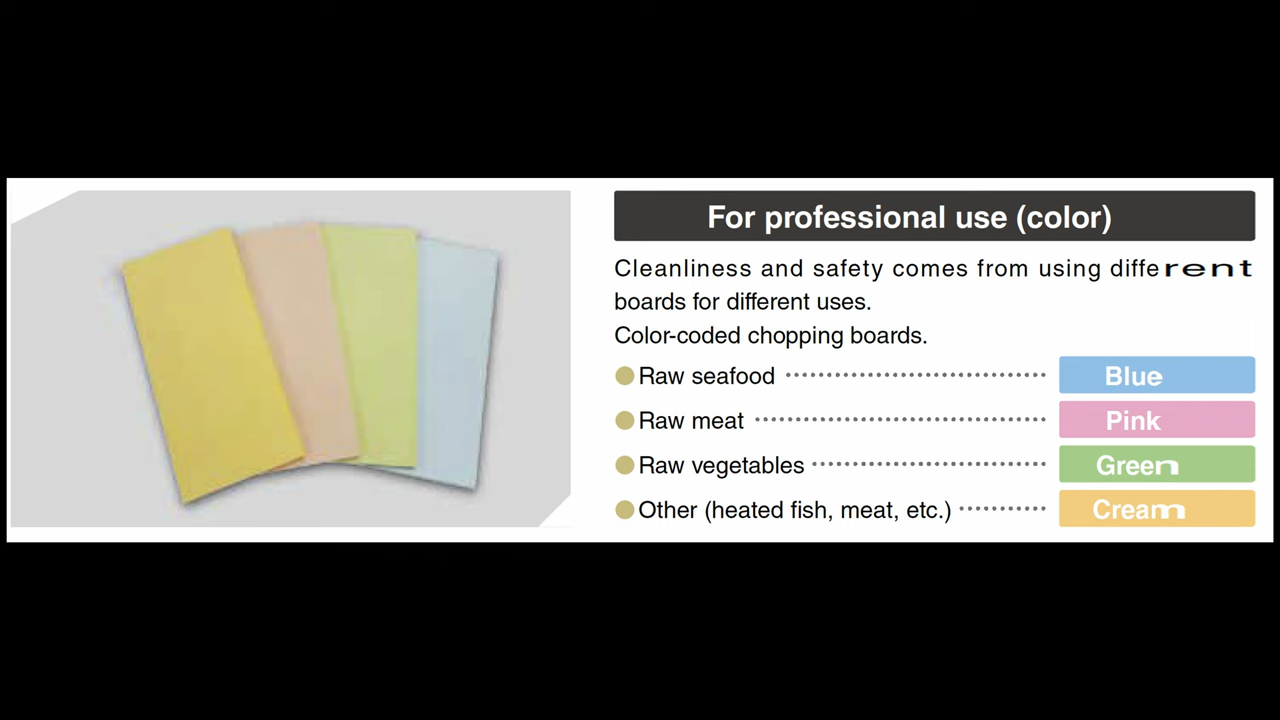 For professional use (color)
Cleanliness and safety comes from using different
boards for different uses.
Color-coded chopping boards.
Raw seafood Blue
Raw meat Pink
Raw vegetables Green
Other (heated fish, meat, etc.) Cream